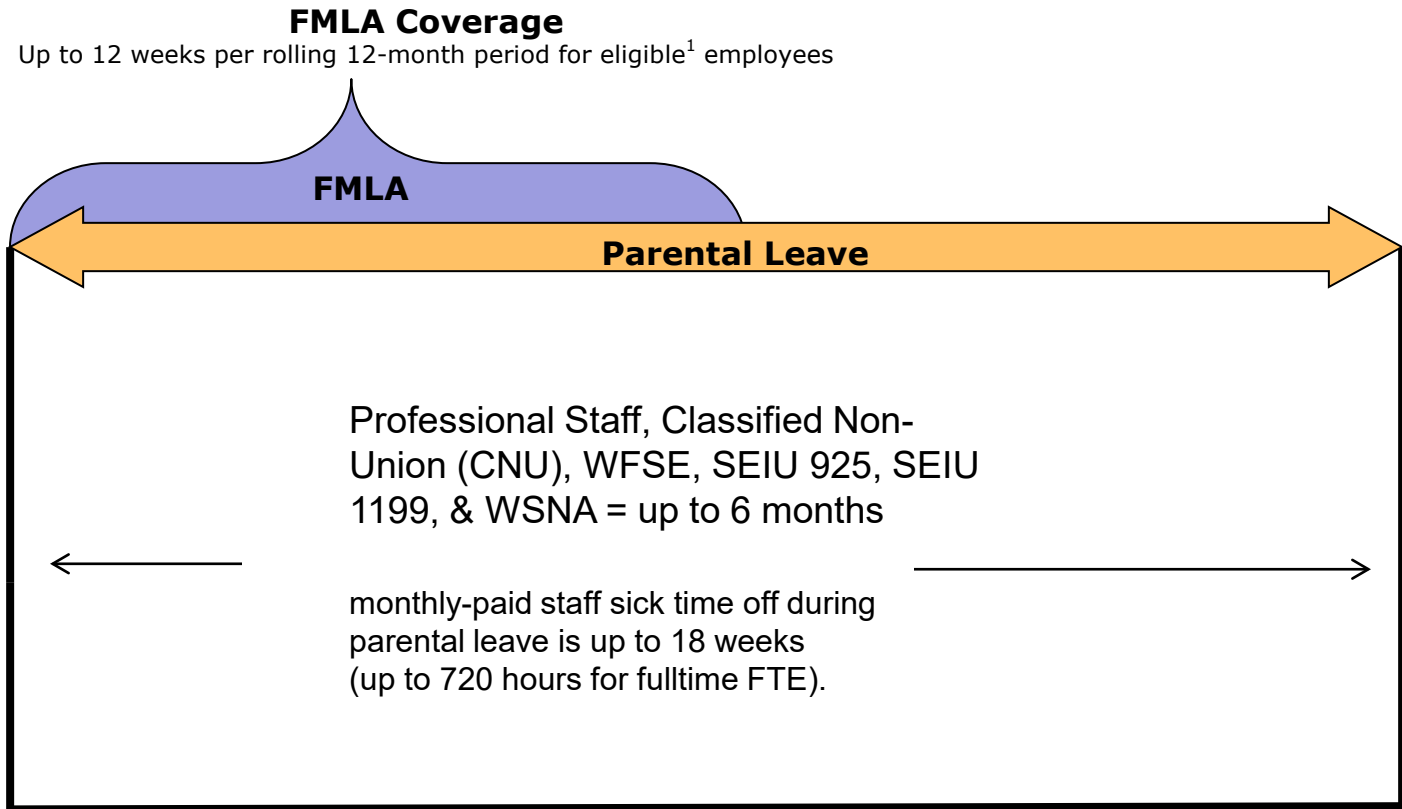 FMLA Coverage
Up to 12 weeks per rolling 12-month period for eligible¹ employees
FMLA
Parental Leave
Professional Staff, Classified Non-
Union (CNU), WFSE, SEIU 925, SEIU
1199, & WSNA = up to 6 months
monthly-paid staff sick time off during
parental leave is up to 18 weeks
(up to 720 hours for fulltime FTE).